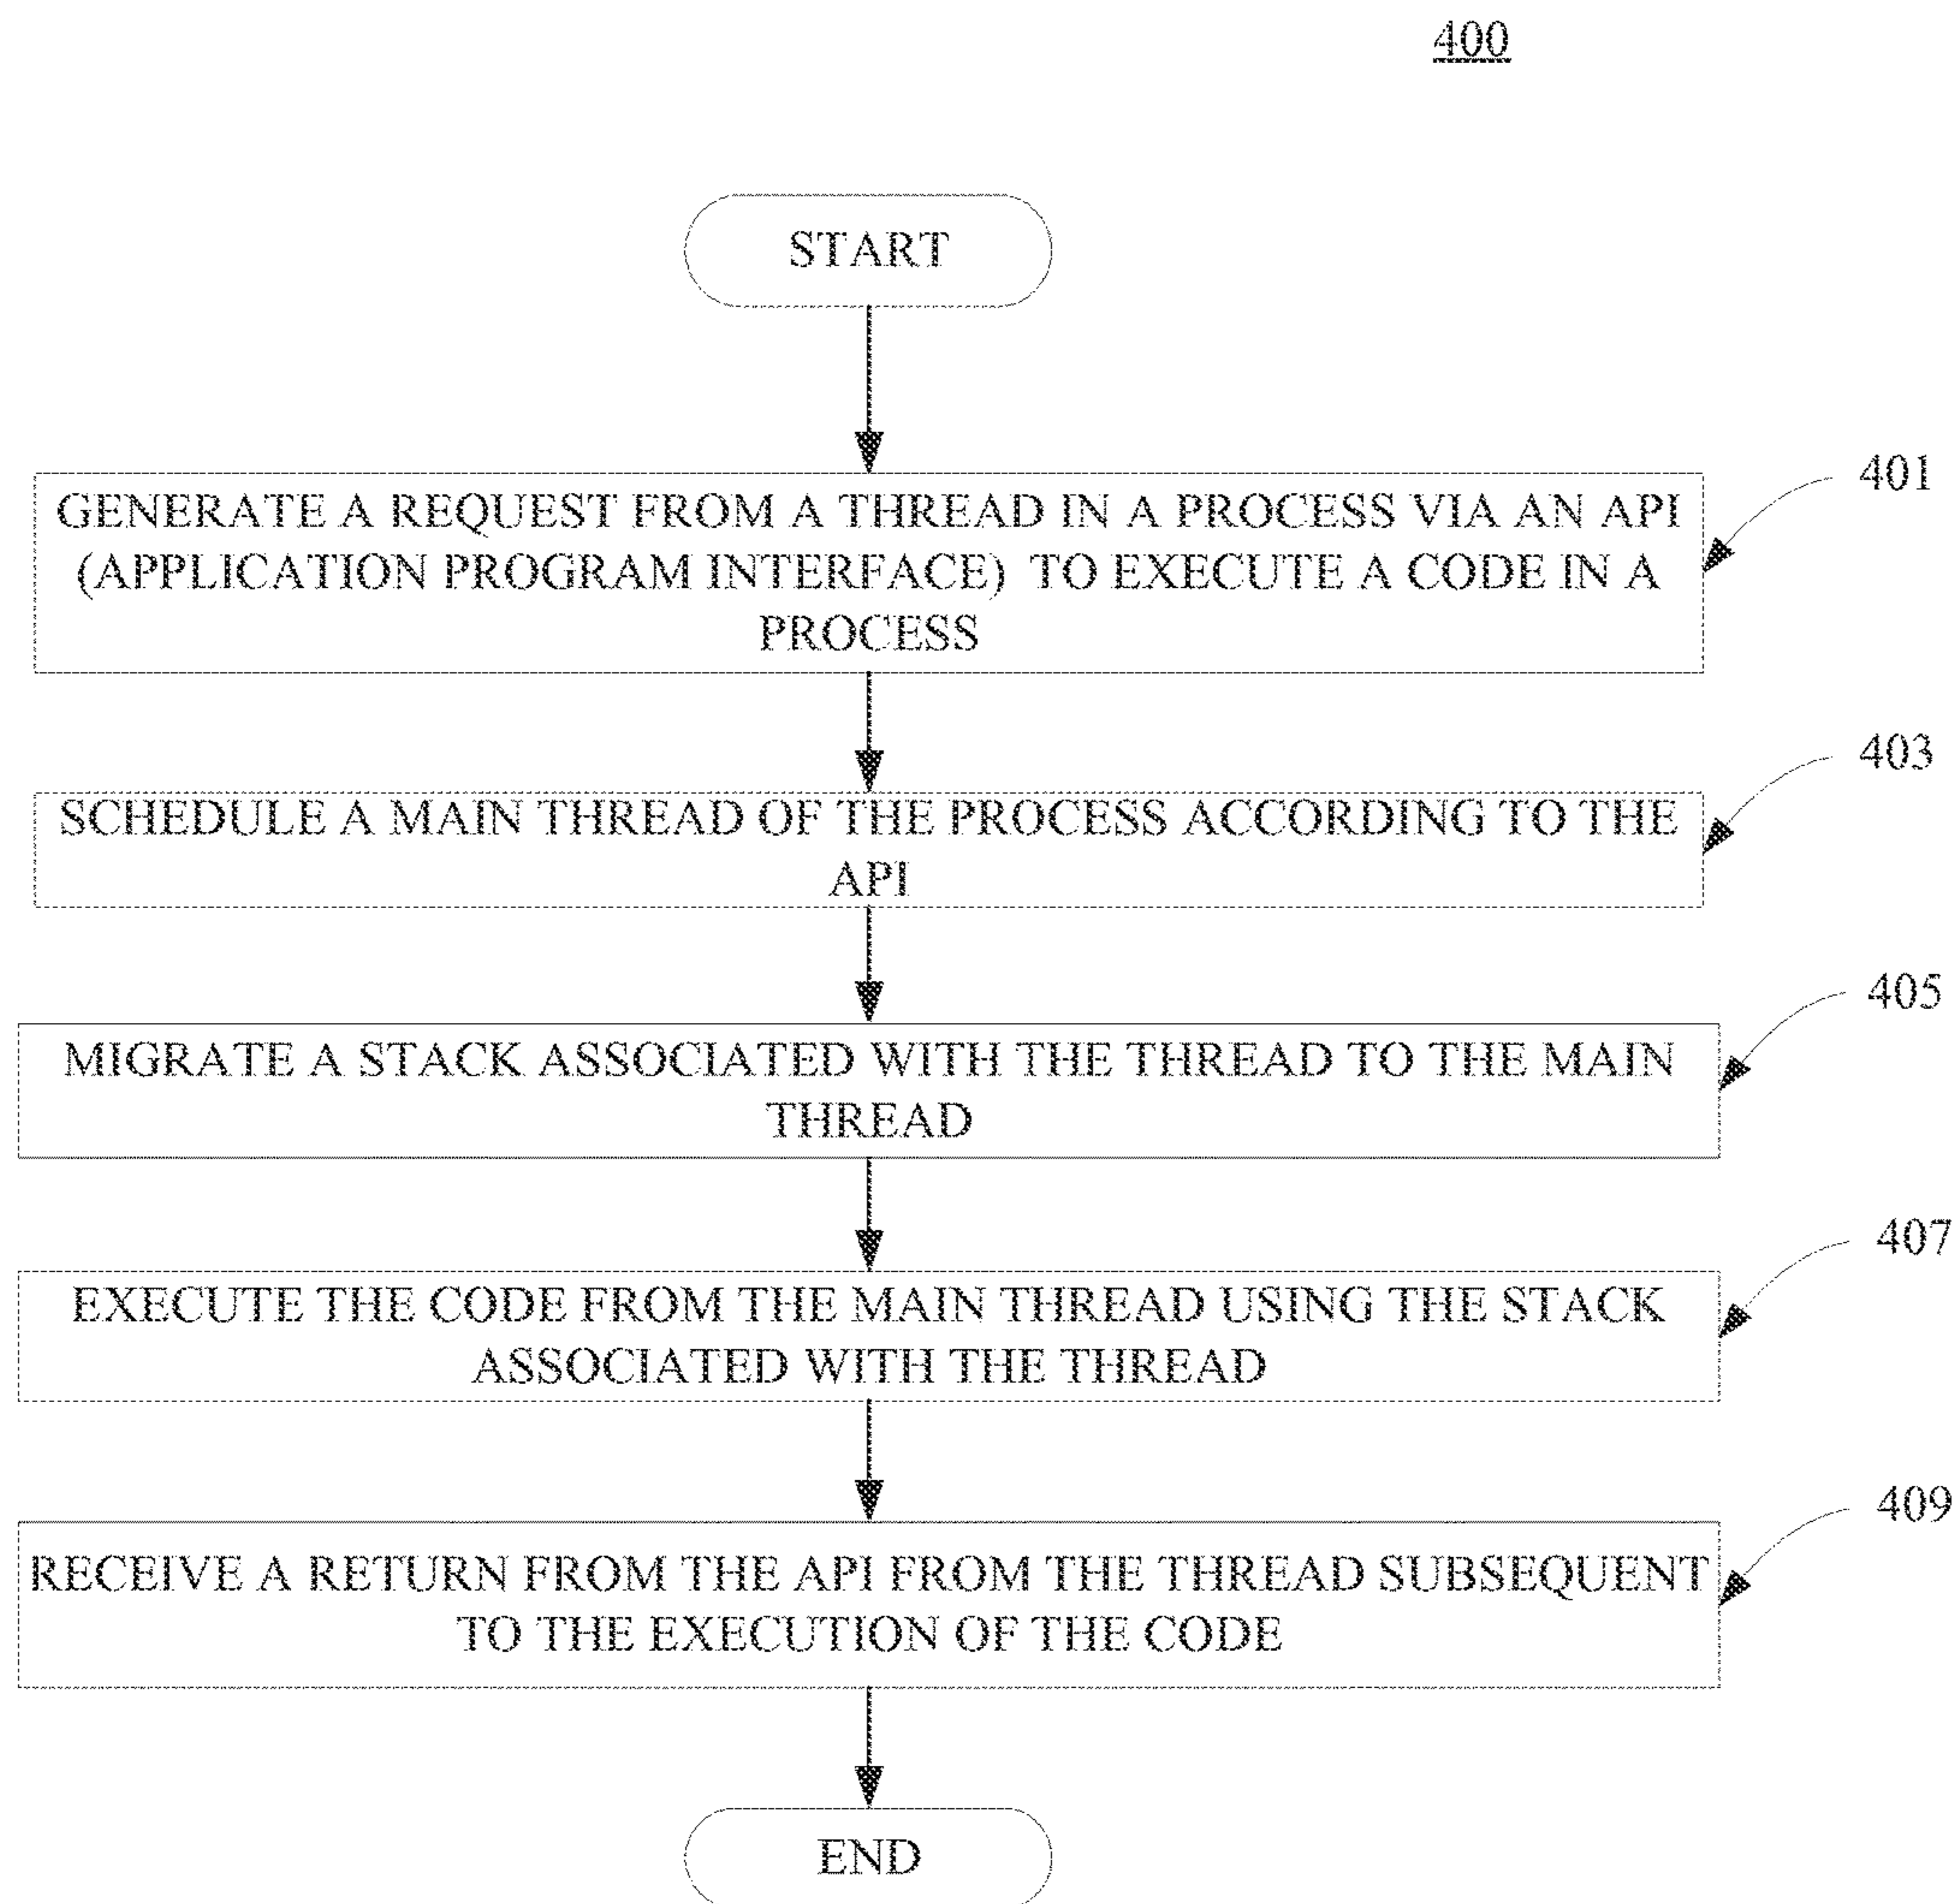 400
START
GENERATE A REQUEST FROM A THREAD IN A PROCESS VIA AN API
(APPLICATION PROGRAM INTERFACE) TO EXECUTE A CODE IN A
PROCESS
401
SCHEDULE A MAIN THREAD OF THE PROCESS ACCORDING TO THE
API
403
MIGRATE A STACK ASSOCIATED WITH THE THREAD TO THE MAIN
THREAD
405
EXECUTE THE CODE FROM THE MAIN THREAD USING THE STACK
ASSOCIATED WITH THE THREAD
407
RECEIVE A RETURN FROM THE API FROM THE THREAD SUBSEQUENT
TO THE EXECUTION OF THE CODE
409
END